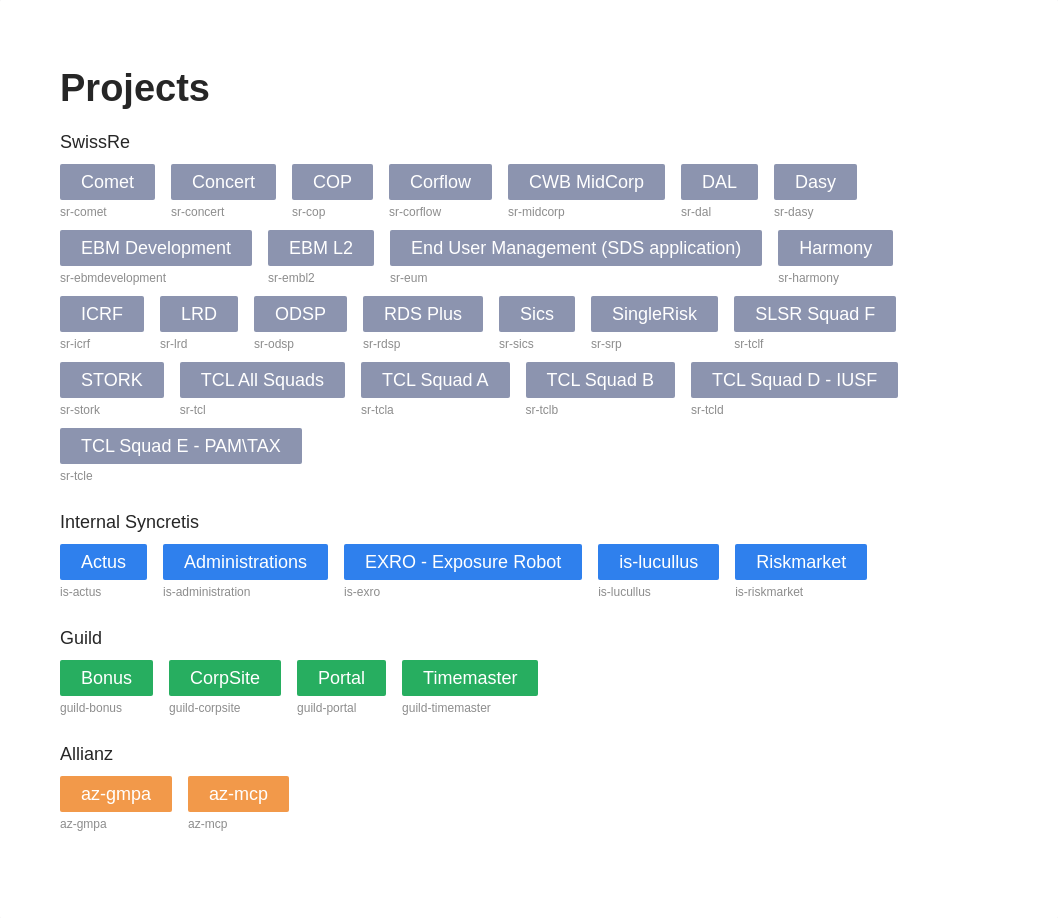 Projects
SwissRe
Comet Concert COP Corflow CWB MidCorp DAL Dasy
sr-comet sr-concert sr-cop sr-corflow sr-midcorp sr-dal sr-dasy
EBM Development EBM L2 End User Management (SDS application) Harmony
sr-ebmdevelopment sr-embl2 sr-eum sr-harmony
ICRF LRD ODSP RDS Plus Sics SingleRisk SLSR Squad F
sr-icrf sr-lrd sr-odsp sr-rdsp sr-sics sr-srp sr-tclf
STORK TCL All Squads TCL Squad A TCL Squad B TCL Squad D - IUSF
sr-stork sr-tcl sr-tcla sr-tclb sr-tcld
TCL Squad E - PAM\TAX
sr-tcle
Internal Syncretis
Actus Administrations EXRO - Exposure Robot is-lucullus Riskmarket
is-actus is-administration is-exro is-lucullus is-riskmarket
Guild
Bonus CorpSite Portal Timemaster
guild-bonus guild-corpsite guild-portal guild-timemaster
Allianz
az-gmpa az-mcp
az-gmpa az-mcp